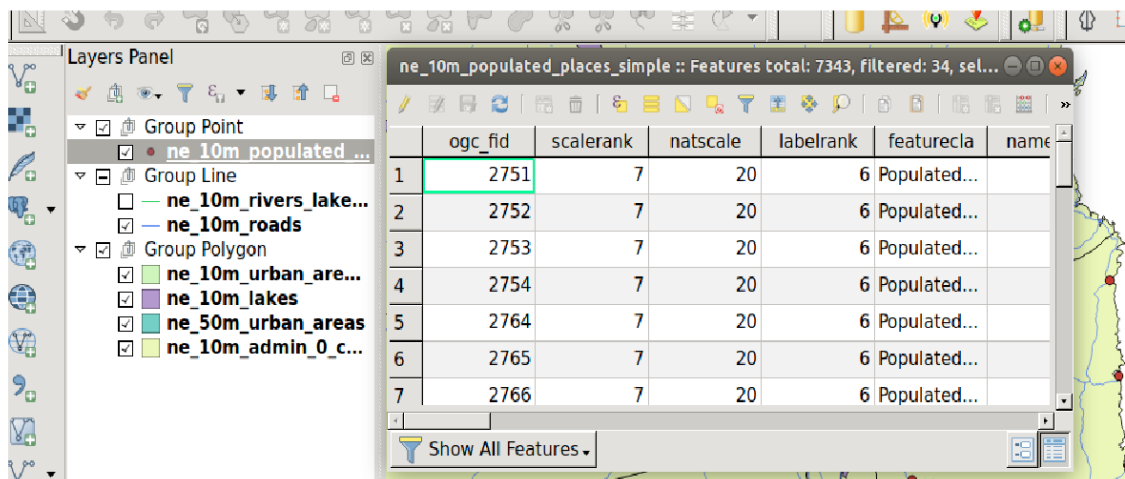 Layers Panel
Group Point
ne_10m_populated_...
Group Line
ne_10m_rivers_lake...
ne_10m_roads
Group Polygon
ne_10m_urban_are...
ne_10m_lakes
ne_50m_urban_areas
ne_10m_admin_0_c...
ne_10m_populated_places_simple :: Features total: 7343, filtered: 34, sel...
ogc_fid scalerank natscale labelrank featurecla name
1 2751 7 20 6 Populated...
2 2752 7 20 6 Populated...
3 2753 7 20 6 Populated...
4 2754 7 20 6 Populated...
5 2764 7 20 6 Populated...
6 2765 7 20 6 Populated...
7 2766 7 20 6 Populated...
Show All Features